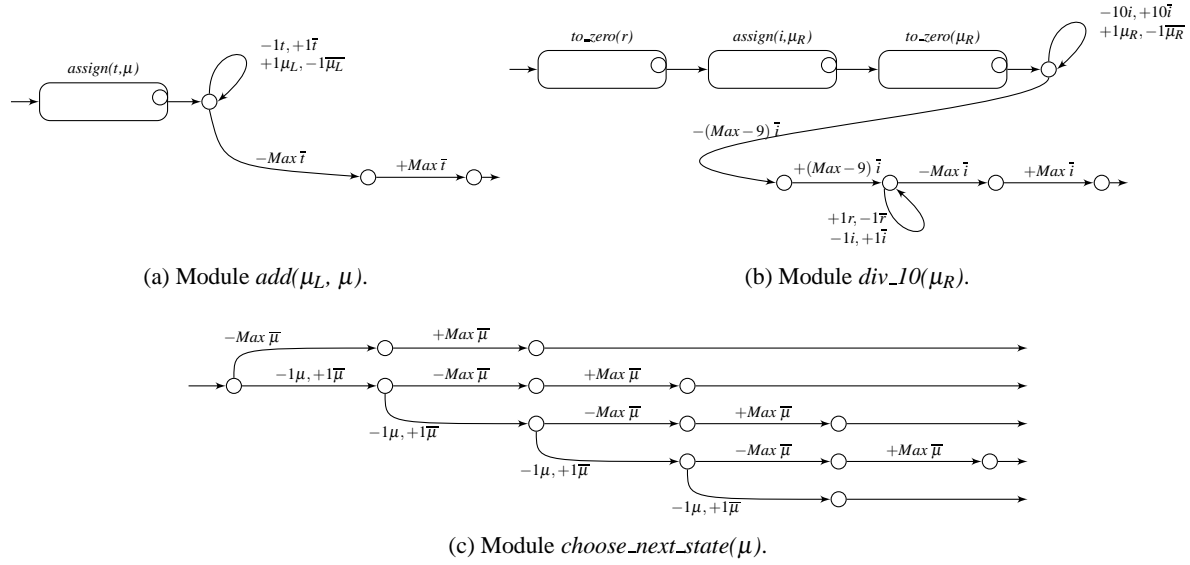 assign(t,μ)
−1t, +1t̅
+1μ_L, −1μ̅_L̅
−Max t̅
+Max t̅
(a) Module add(μ_L, μ).
to_zero(r)
assign(i,μ_R)
to_zero(μ_R)
−10i, +10i̅
+1μ_R, −1μ̅_R̅
−(Max−9) i̅
+(Max−9) i̅
−Max i̅
+Max i̅
+1r, −1r̅
−1i, +1i̅
(b) Module div_10(μ_R).
−Max μ̅
+Max μ̅
−1μ, +1μ̅
−Max μ̅
+Max μ̅
−1μ, +1μ̅
−Max μ̅
+Max μ̅
−1μ, +1μ̅
−Max μ̅
+Max μ̅
−1μ, +1μ̅
(c) Module choose_next_state(μ).